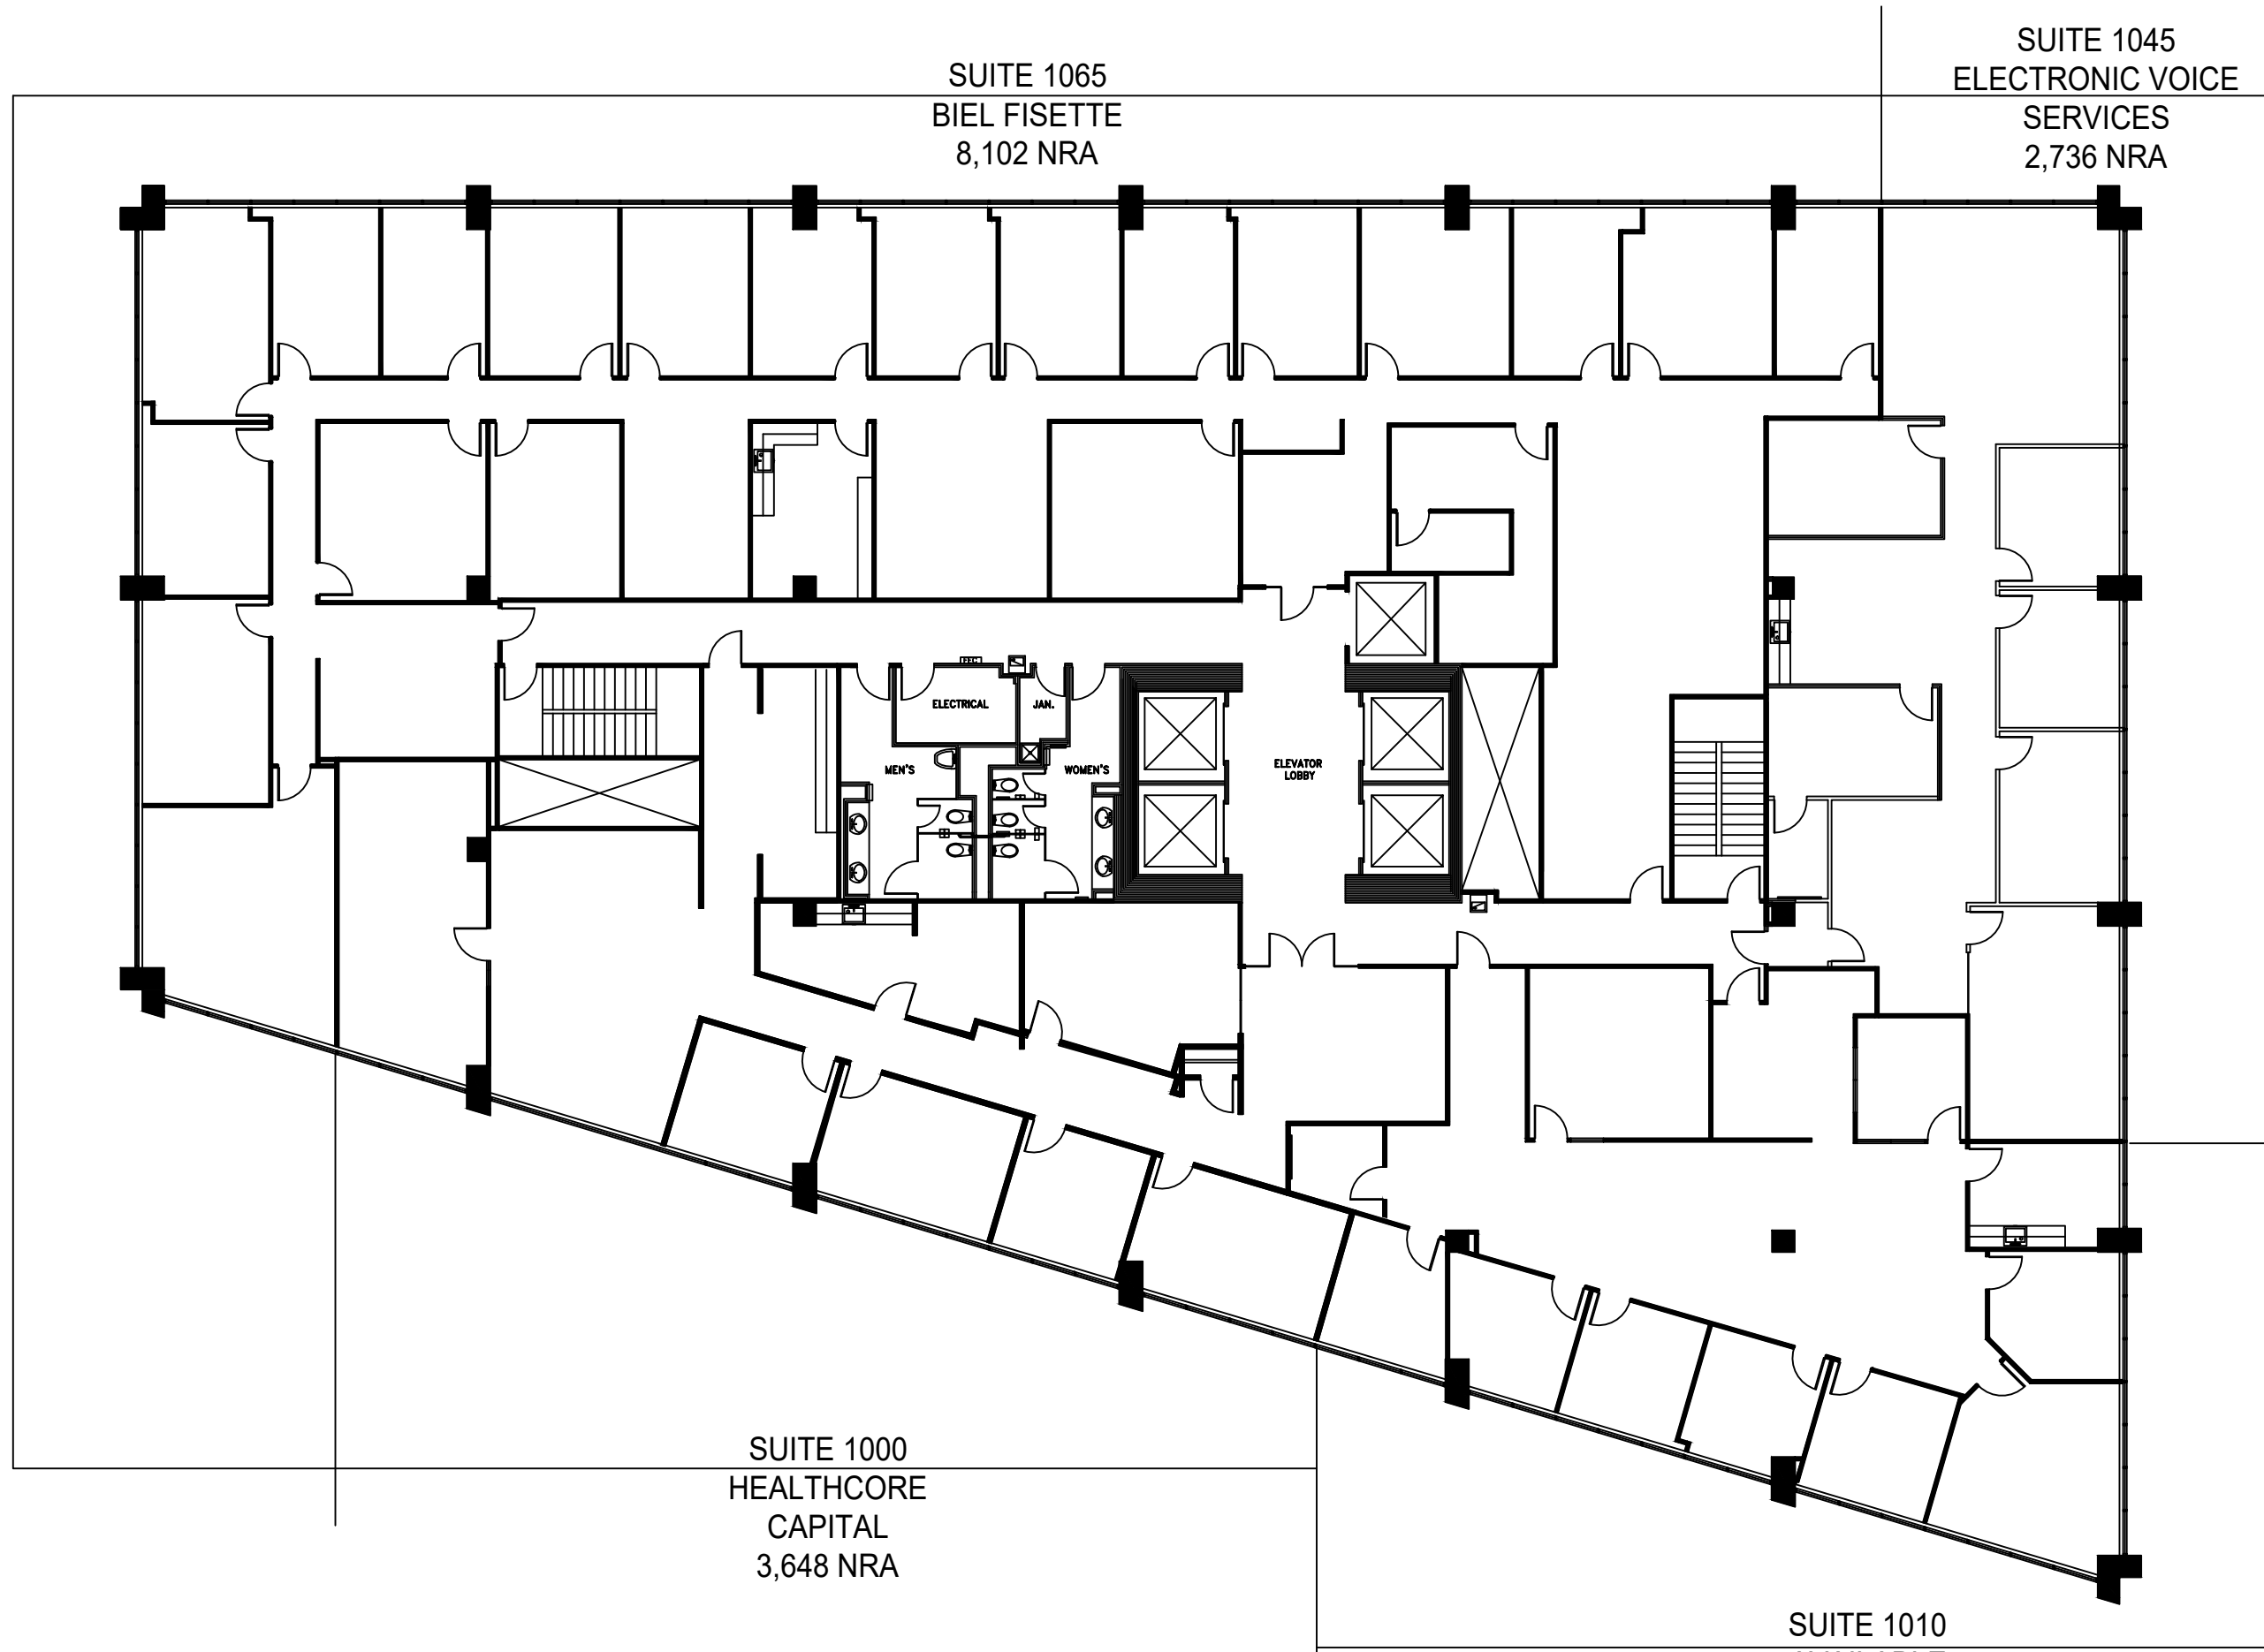 SUITE 1065
BIEL FISETTE
8,102 NRA
SUITE 1045
ELECTRONIC VOICE
SERVICES
2,736 NRA
FEC
ELECTRICAL
JAN.
MEN'S
WOMEN'S
ELEVATOR
LOBBY
SUITE 1000
HEALTHCORE
CAPITAL
3,648 NRA
SUITE 1010